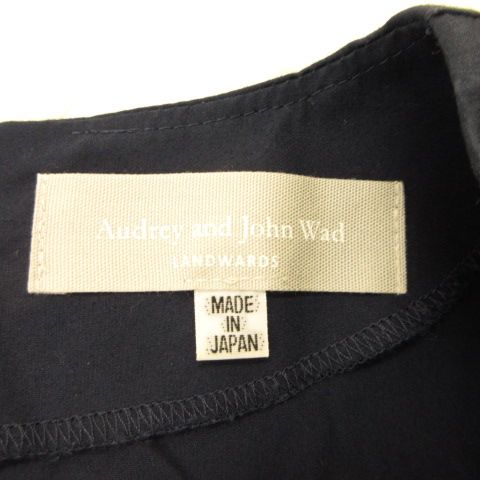 Audrey and John Wad
LANDWARDS
MADE
IN
JAPAN